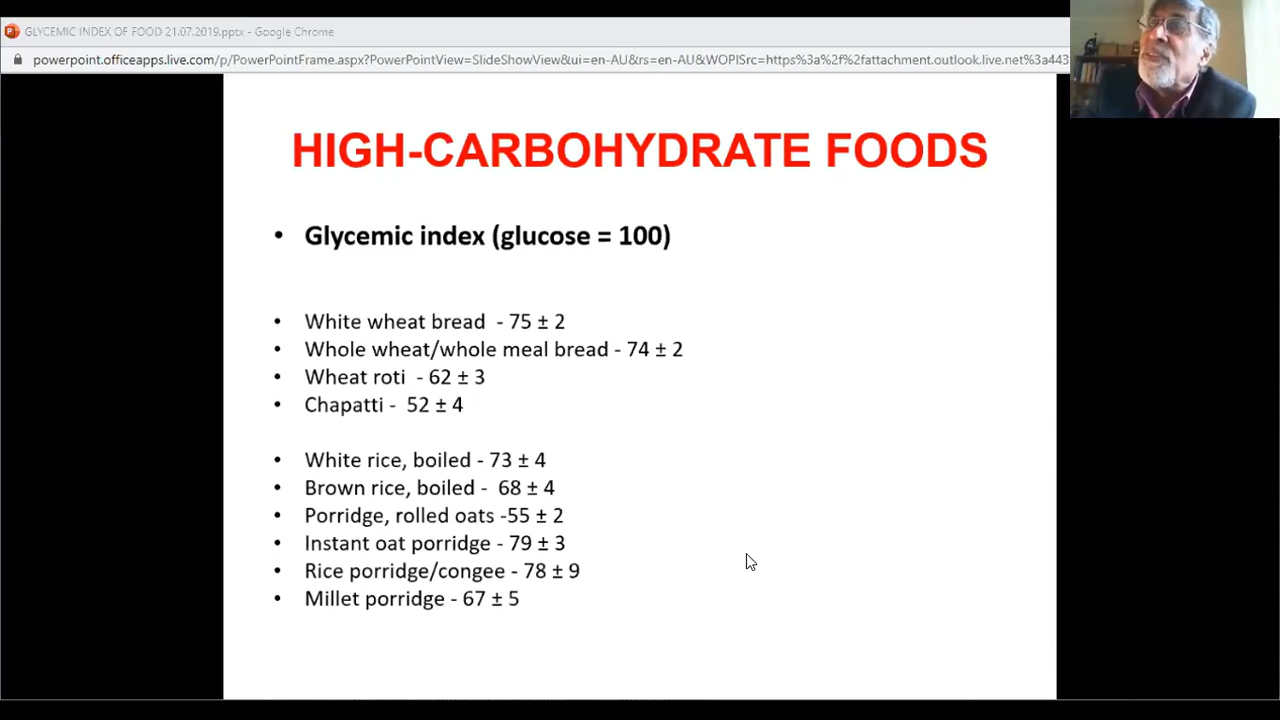 GLYCEMIC INDEX OF FOOD 21.07.2019.pptx - Google Chrome
powerpoint.officeapps.live.com/p/PowerPointFrame.aspx?PowerPointView=SlideShowView&ui=en-AU&rs=en-AU&WOPISrc=https%3a%2f%2fattachment.outlook.live.net%3a443
HIGH-CARBOHYDRATE FOODS
• Glycemic index (glucose = 100)
• White wheat bread - 75 ± 2
• Whole wheat/whole meal bread - 74 ± 2
• Wheat roti - 62 ± 3
• Chapatti - 52 ± 4
• White rice, boiled - 73 ± 4
• Brown rice, boiled - 68 ± 4
• Porridge, rolled oats -55 ± 2
• Instant oat porridge - 79 ± 3
• Rice porridge/congee - 78 ± 9
• Millet porridge - 67 ± 5